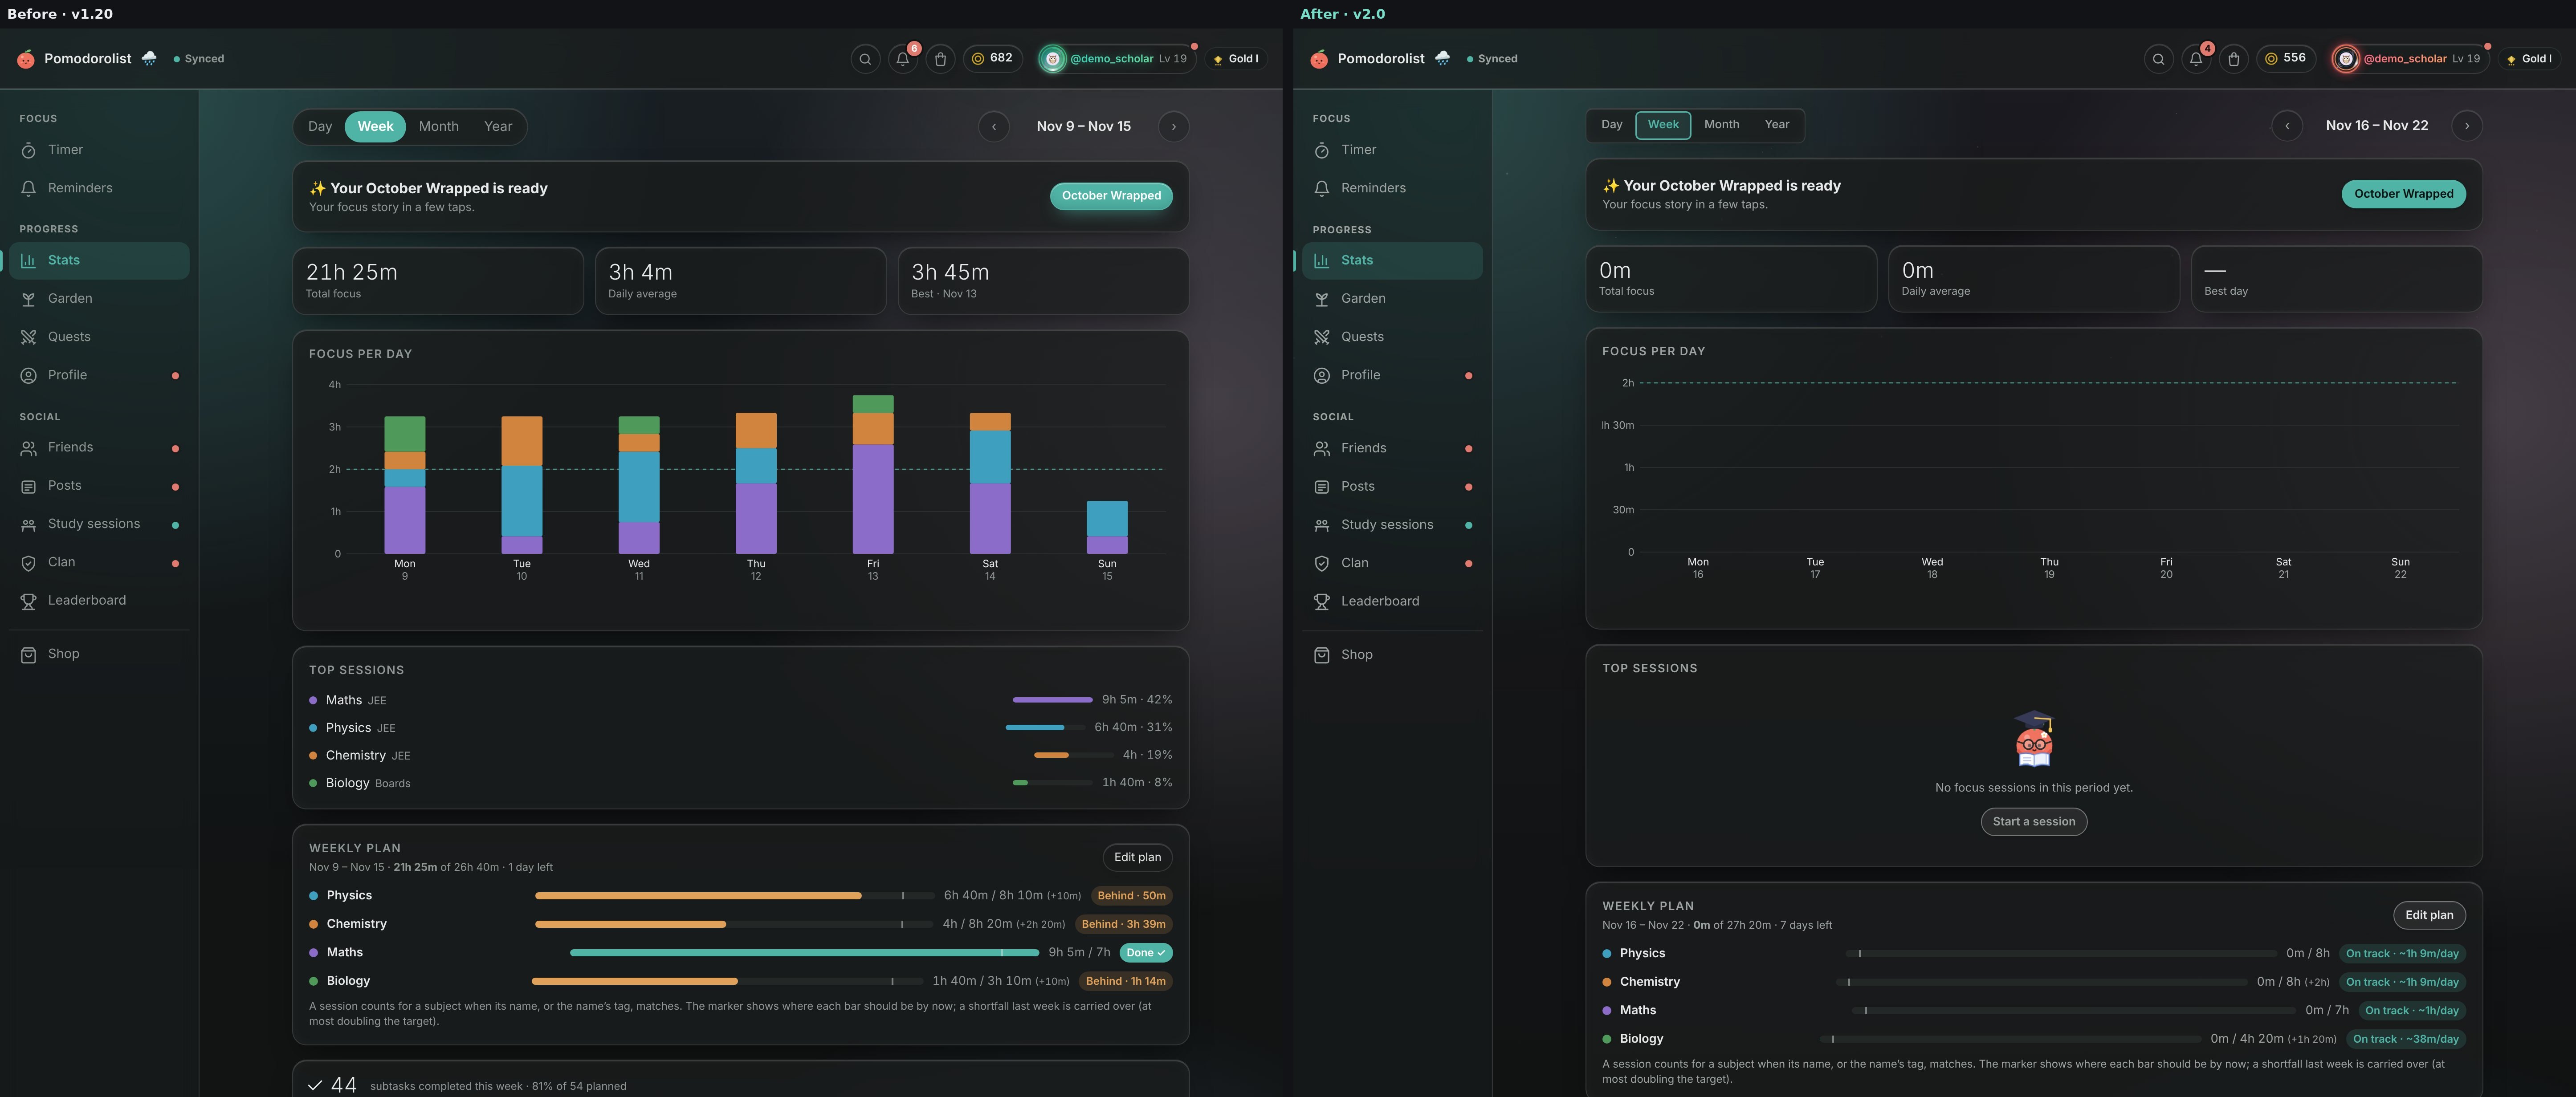 Before · v1.20
Pomodorolist
Synced
6
682
@demo_scholar Lv 19
Gold I
FOCUS
Timer
Reminders
PROGRESS
Stats
Garden
Quests
Profile
SOCIAL
Friends
Posts
Study sessions
Clan
Leaderboard
Shop
Day Week Month Year
Nov 9 – Nov 15
✨ Your October Wrapped is ready
Your focus story in a few taps.
October Wrapped
21h 25m
Total focus
3h 4m
Daily average
3h 45m
Best · Nov 13
FOCUS PER DAY
4h
3h
2h
1h
0
Mon Tue Wed Thu Fri Sat Sun
9 10 11 12 13 14 15
TOP SESSIONS
Maths JEE 9h 5m · 42%
Physics JEE 6h 40m · 31%
Chemistry JEE 4h · 19%
Biology Boards 1h 40m · 8%
WEEKLY PLAN
Nov 9 – Nov 15 · 21h 25m of 26h 40m · 1 day left
Edit plan
Physics 6h 40m / 8h 10m (+10m) Behind · 50m
Chemistry 4h / 8h 20m (+2h 20m) Behind · 3h 39m
Maths 9h 5m / 7h Done ✓
Biology 1h 40m / 3h 10m (+10m) Behind · 1h 14m
A session counts for a subject when its name, or the name's tag, matches. The marker shows where each bar should be by now; a shortfall last week is carried over (at
most doubling the target).
✓ 44 subtasks completed this week · 81% of 54 planned
After · v2.0
Pomodorolist
Synced
4
556
@demo_scholar Lv 19
Gold I
FOCUS
Timer
Reminders
PROGRESS
Stats
Garden
Quests
Profile
SOCIAL
Friends
Posts
Study sessions
Clan
Leaderboard
Shop
Day Week Month Year
Nov 16 – Nov 22
✨ Your October Wrapped is ready
Your focus story in a few taps.
October Wrapped
0m
Total focus
0m
Daily average
—
Best day
FOCUS PER DAY
2h
h 30m
1h
30m
0
Mon Tue Wed Thu Fri Sat Sun
16 17 18 19 20 21 22
TOP SESSIONS
No focus sessions in this period yet.
Start a session
WEEKLY PLAN
Nov 16 – Nov 22 · 0m of 27h 20m · 7 days left
Edit plan
Physics 0m / 8h On track · ~1h 9m/day
Chemistry 0m / 8h (+2h) On track · ~1h 9m/day
Maths 0m / 7h On track · ~1h/day
Biology 0m / 4h 20m (+1h 20m) On track · ~38m/day
A session counts for a subject when its name, or the name's tag, matches. The marker shows where each bar should be by now; a shortfall last week is carried over (at
most doubling the target).